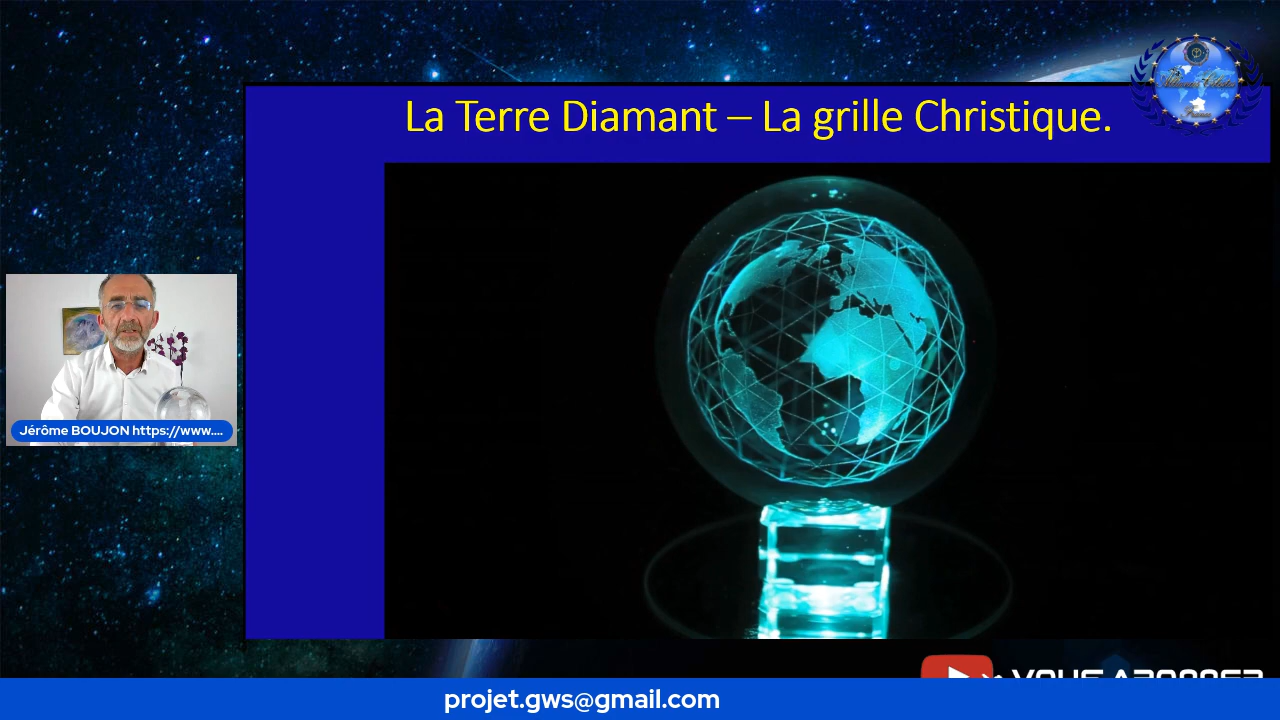 La Terre Diamant – La grille Christique.
Jérôme BOUJON https://www....
projet.gws@gmail.com